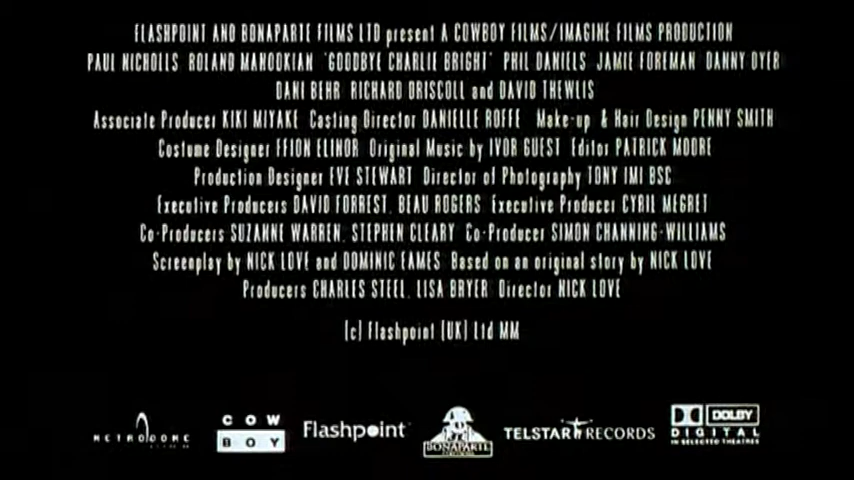 FLASHPOINT AND BONAPARTE FILMS LTD present A COWBOY FILMS/IMAGINE FILMS PRODUCTION
PAUL NICHOLLS ROLAND MANOOKIAN "GOODBYE CHARLIE BRIGHT" PHIL DANIELS JAMIE FOREMAN DANNY DYER
DANI BEHR RICHARD DRISCOLL and DAVID THEWLIS
Associate Producer KIKI MIYAKE Casting Director DANIELLE ROFFE Make-up & Hair Design PENNY SMITH
Costume Designer FFION ELINOR Original Music by IVOR GUEST Editor PATRICK MOORE
Production Designer EVE STEWART Director of Photography TONY IMI BSC
Executive Producers DAVID FORREST, BEAU ROGERS Executive Producer CYRIL MEGRET
Co-Producers SUZANNE WARREN, STEPHEN CLEARY Co-Producer SIMON CHANNING-WILLIAMS
Screenplay by NICK LOVE and DOMINIC EAMES Based on an original story by NICK LOVE
Producers CHARLES STEEL, LISA BRYER Director NICK LOVE
(c) Flashpoint (UK) Ltd MM
METRODOME
COW
BOY
Flashpoint
BONAPARTE
TELSTAR RECORDS
DOLBY
DIGITAL
IN SELECTED THEATRES